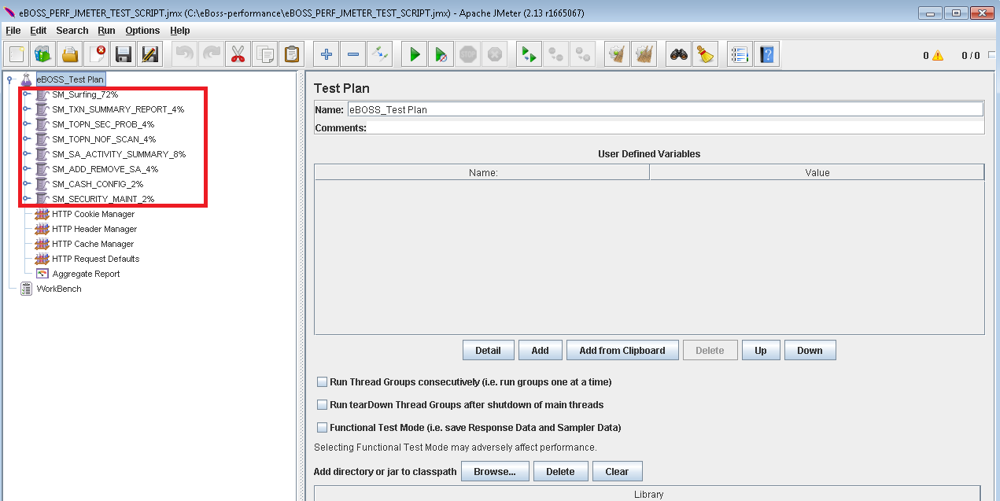 eBOSS_PERF_JMETER_TEST_SCRIPT.jmx (C:\eBoss-performance\eBOSS_PERF_JMETER_TEST_SCRIPT.jmx) - Apache JMeter (2.13 r1665067)
File Edit Search Run Options Help
STOP 0 0 / 0
eBOSS_Test Plan
SM_Surfing_72%
SM_TXN_SUMMARY_REPORT_4%
SM_TOPN_SEC_PROB_4%
SM_TOPN_NOF_SCAN_4%
SM_SA_ACTIVITY_SUMMARY_8%
SM_ADD_REMOVE_SA_4%
SM_CASH_CONFIG_2%
SM_SECURITY_MAINT_2%
HTTP Cookie Manager
HTTP Header Manager
HTTP Cache Manager
HTTP Request Defaults
Aggregate Report
WorkBench
Test Plan
Name: eBOSS_Test Plan
Comments:
User Defined Variables
Name: Value
Detail Add Add from Clipboard Delete Up Down
Run Thread Groups consecutively (i.e. run groups one at a time)
Run tearDown Thread Groups after shutdown of main threads
Functional Test Mode (i.e. save Response Data and Sampler Data)
Selecting Functional Test Mode may adversely affect performance.
Add directory or jar to classpath Browse... Delete Clear
Library